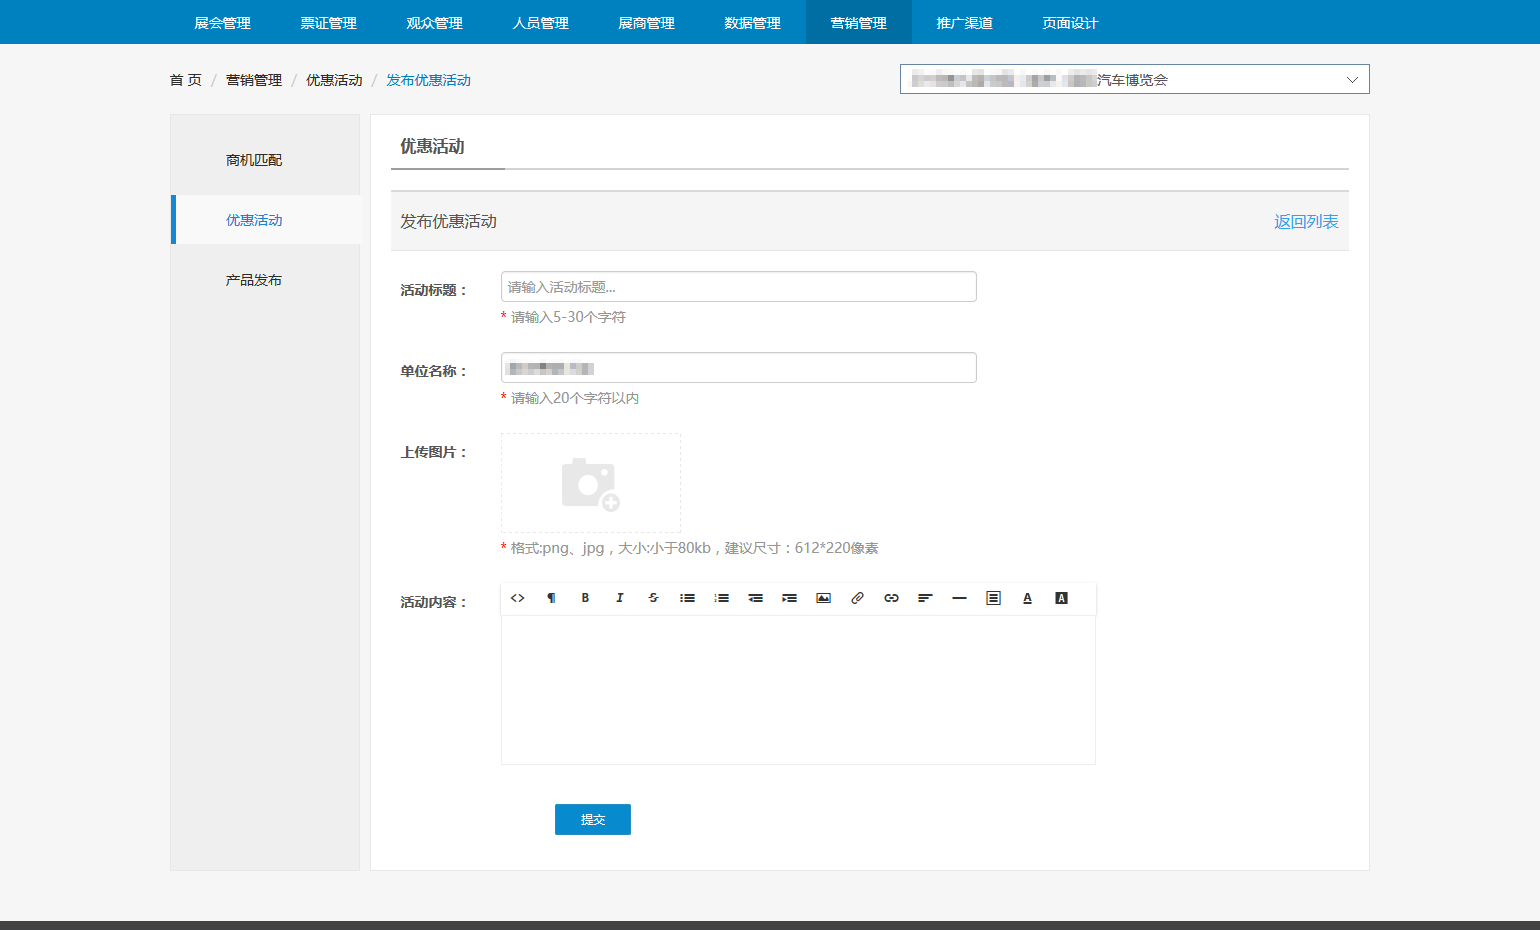 展会管理 票证管理 观众管理 人员管理 展商管理 数据管理 营销管理 推广渠道 页面设计
首 页 / 营销管理 / 优惠活动 / 发布优惠活动
汽车博览会
商机匹配
优惠活动
产品发布
优惠活动
发布优惠活动 返回列表
活动标题： 请输入活动标题...
* 请输入5-30个字符
单位名称：
* 请输入20个字符以内
上传图片：
* 格式:png、jpg，大小:小于80kb，建议尺寸：612*220像素
活动内容：
提交